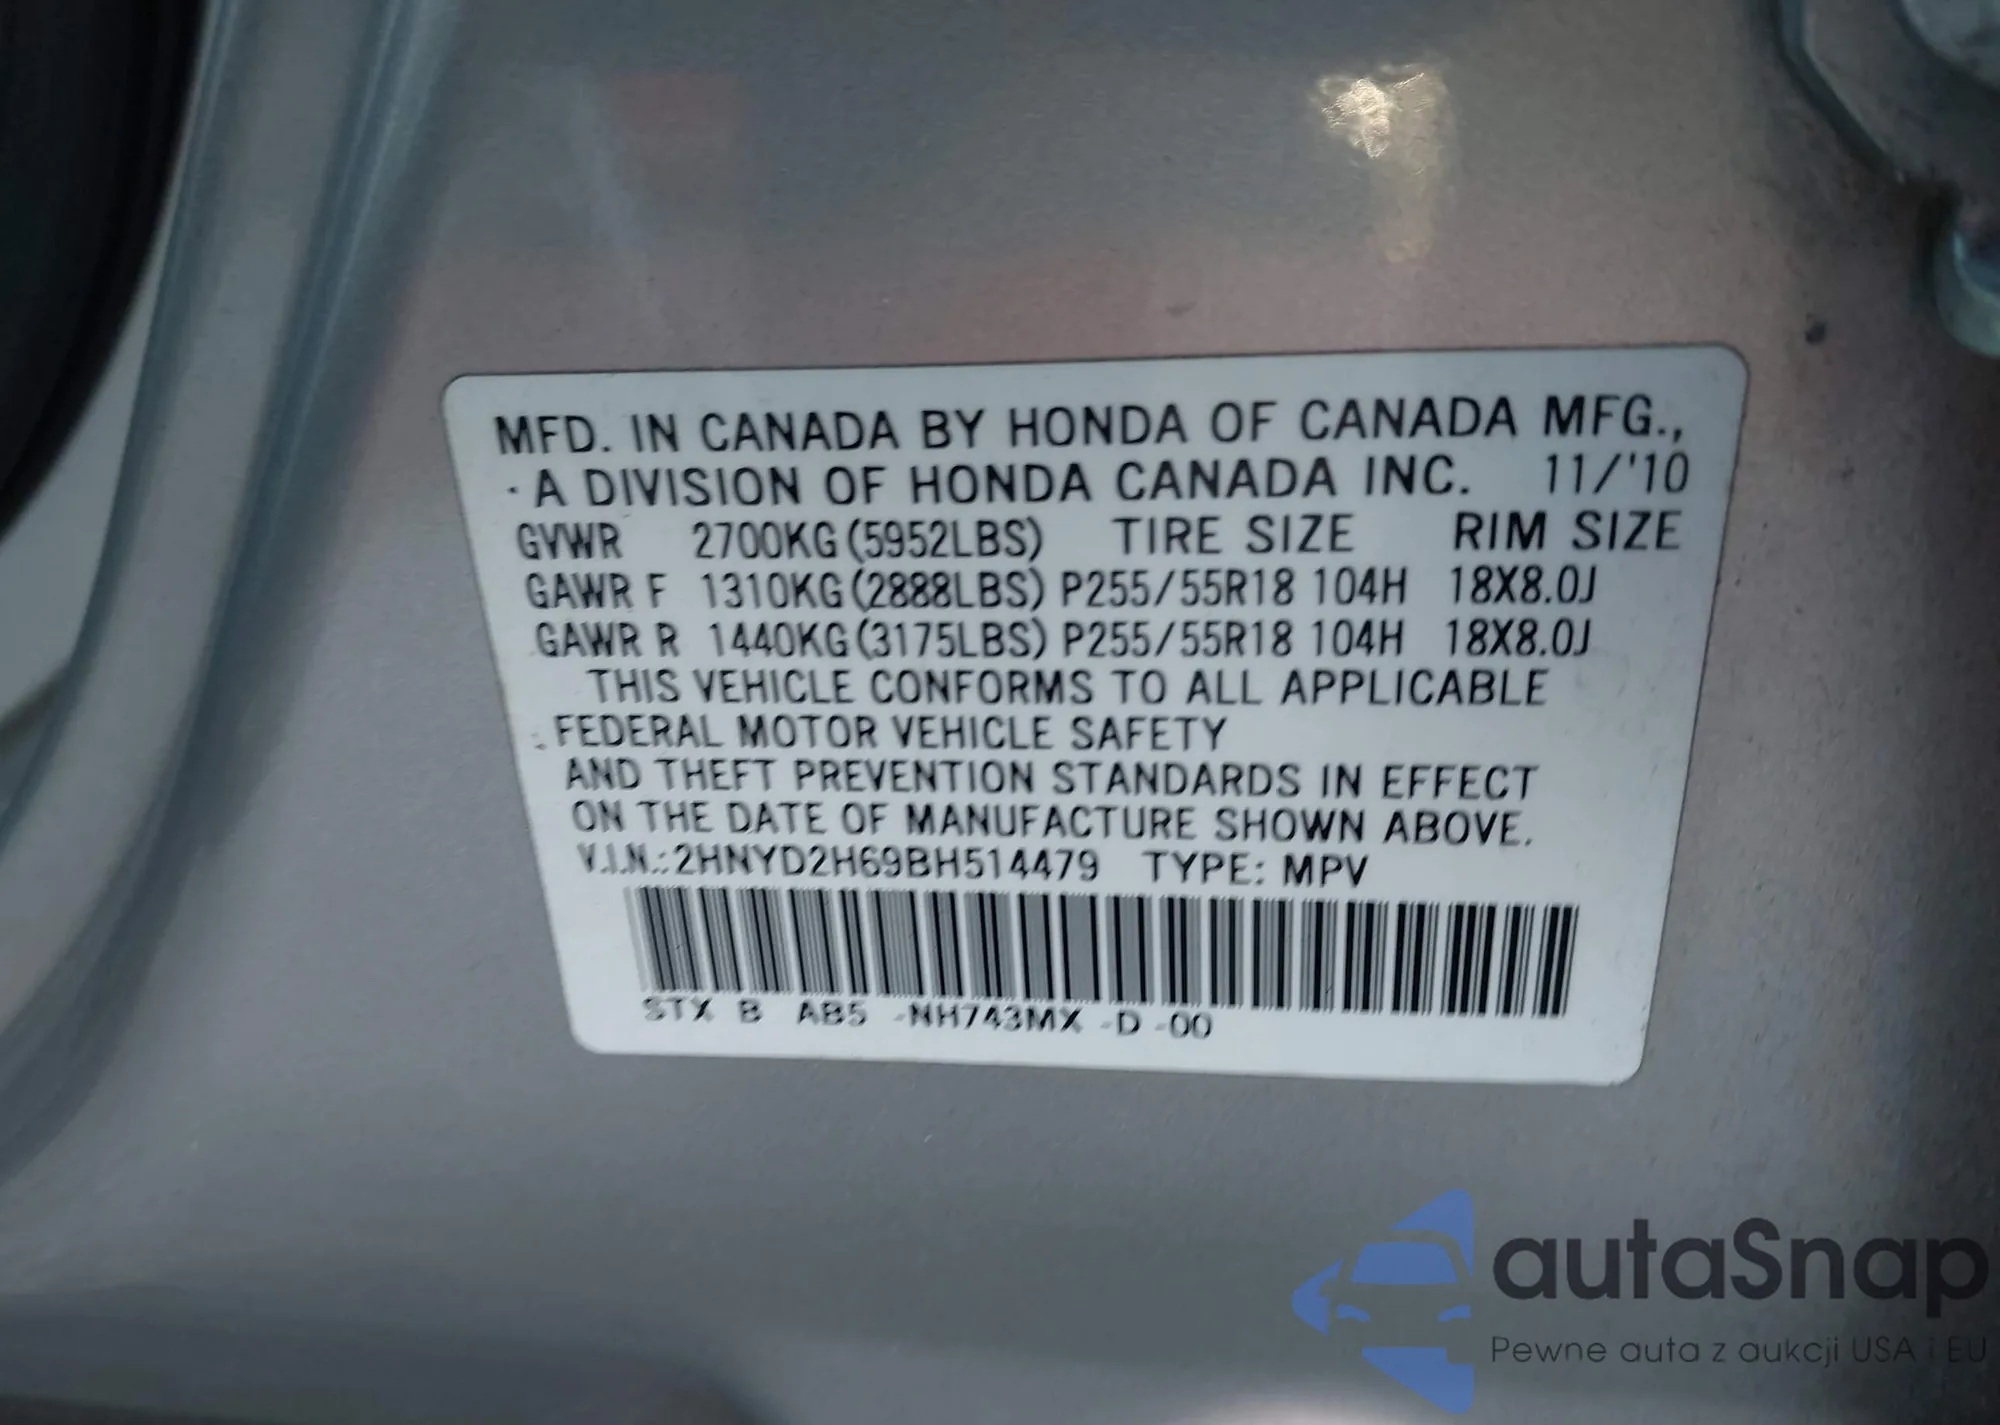 MFD. IN CANADA BY HONDA OF CANADA MFG.,
A DIVISION OF HONDA CANADA INC. 11/'10
GVWR 2700KG (5952LBS) TIRE SIZE RIM SIZE
GAWR F 1310KG (2888LBS) P255/55R18 104H 18X8.0J
GAWR R 1440KG (3175LBS) P255/55R18 104H 18X8.0J
THIS VEHICLE CONFORMS TO ALL APPLICABLE
FEDERAL MOTOR VEHICLE SAFETY
AND THEFT PREVENTION STANDARDS IN EFFECT
ON THE DATE OF MANUFACTURE SHOWN ABOVE.
V.I.N.: 2HNYD2H69BH514479 TYPE: MPV
STX B AB5 -NH743MX -D -00
autaSnap
Pewne auta z aukcji USA i EU